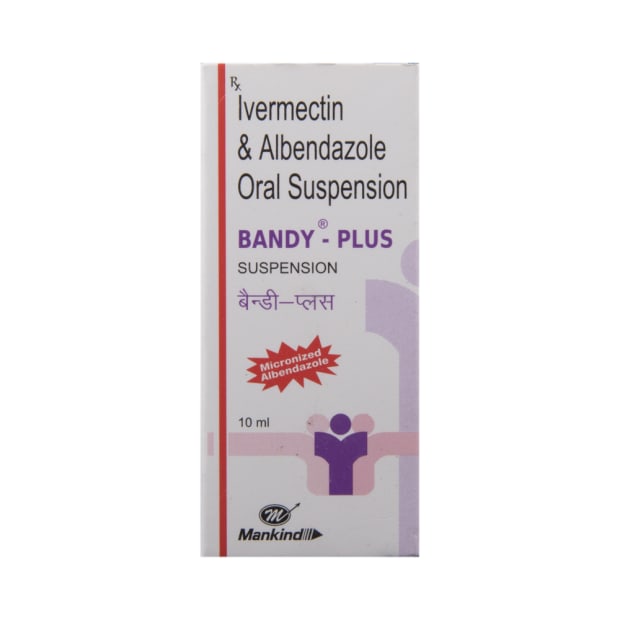 Rx
Ivermectin
& Albendazole
Oral Suspension
BANDY® - PLUS
SUSPENSION
बैन्डी–प्लस
Micronized
Albendazole
10 ml
m
Mankind